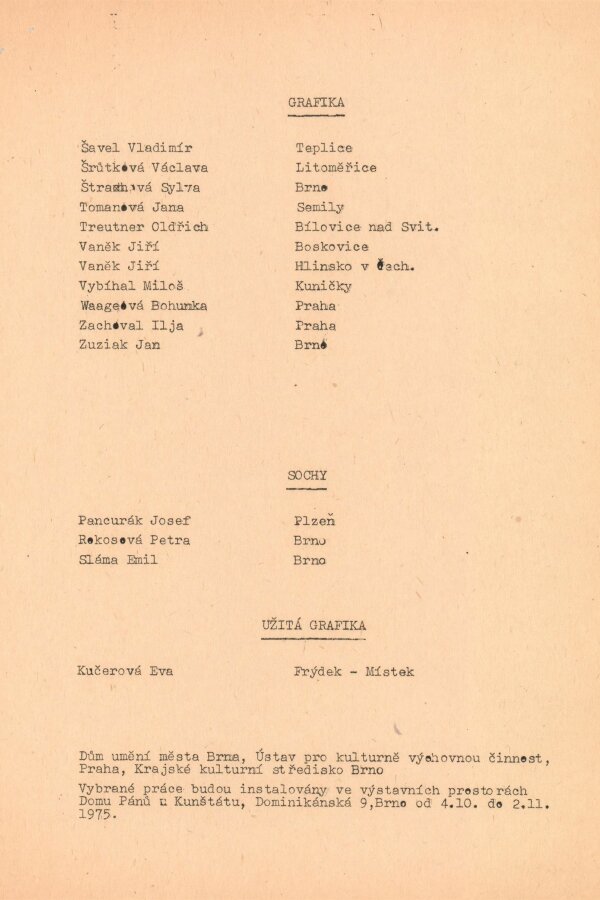 GRAFIKA
Šavel Vladimír Teplice
Šrůtková Václava Litoměřice
Sylva Brno
Tomanová Jana Semily
Treutner Oldřich Bílovice nad Svit.
Vaněk Jiří Boskovice
Vaněk Jiří Hlinsko v Čech.
Vybíhal Miloš Kuničky
Waageová Bohunka Praha
Zachoval Ilja Praha
Zuziak Jan Brno
SOCHY
Pancurák Josef Plzeň
Rokosová Petra Brno
Sláma Emil Brno
UŽITÁ GRAFIKA
Kučerová Eva Frýdek - Místek
Dům umění města Brna, Ústav pro kulturně výchovnou činnost,
Praha, Krajské kulturní středisko Brno
Vybrané práce budou instalovány ve výstavních prostorách
Domu Pánů z Kunštátu, Dominikánská 9,Brno od 4.10. do 2.11.
1975.